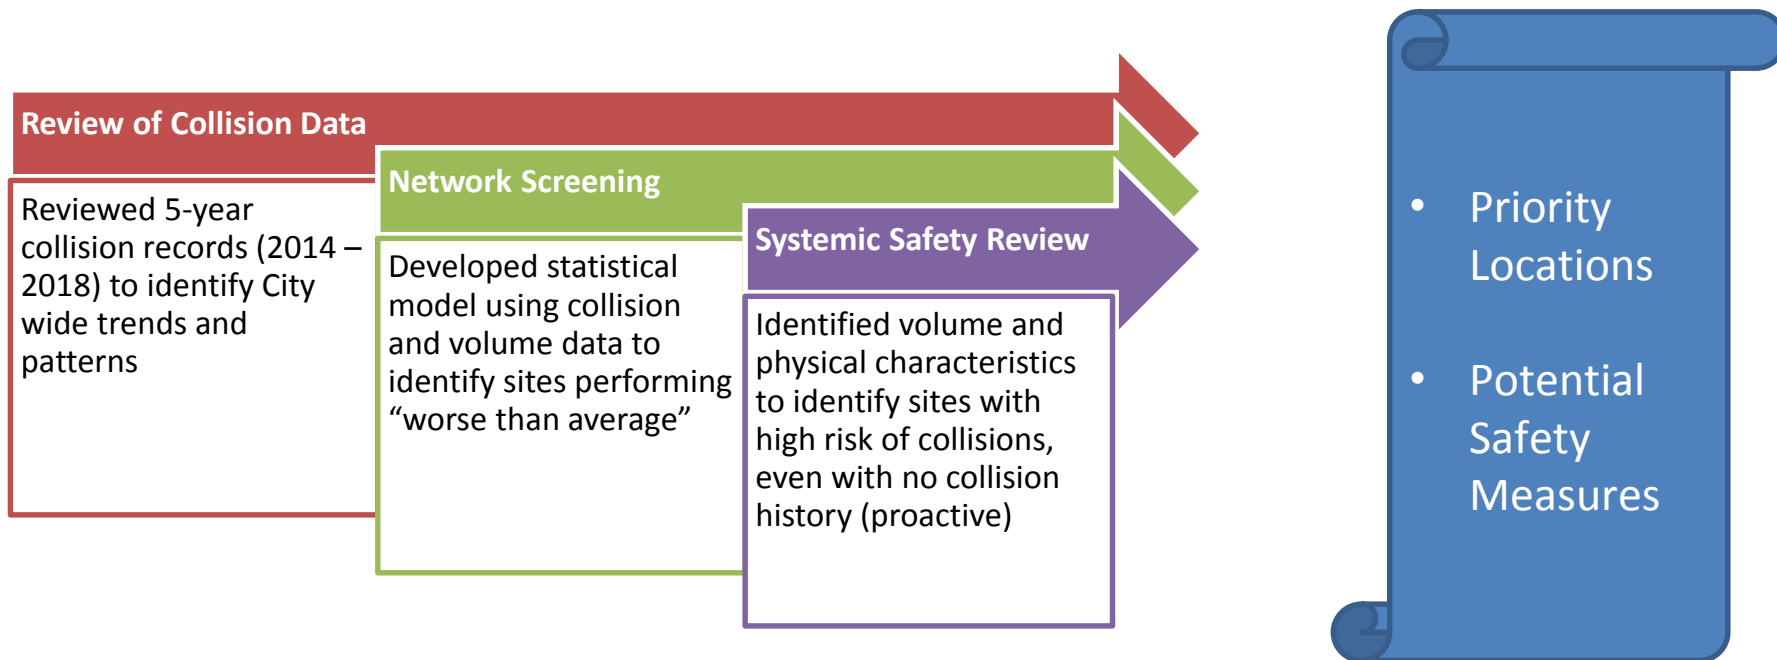 Review of Collision Data
Reviewed 5-year
collision records (2014 –
2018) to identify City
wide trends and
patterns
Network Screening
Developed statistical
model using collision
and volume data to
identify sites performing
“worse than average”
Systemic Safety Review
Identified volume and
physical characteristics
to identify sites with
high risk of collisions,
even with no collision
history (proactive)
• Priority
Locations
• Potential
Safety
Measures